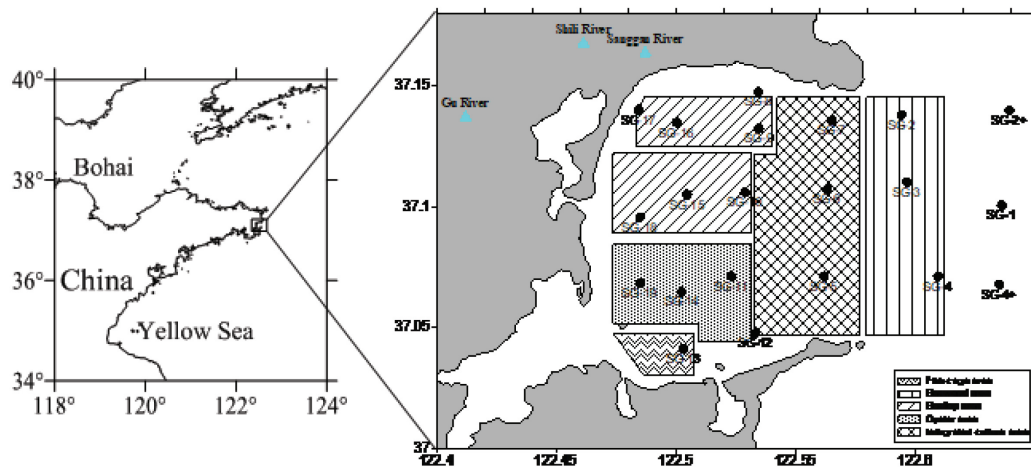 40°
38°
36°
34°
118°
120°
122°
124°
Bohai
China
Yellow Sea
Shili River
Sanggan River
Gu River
37.15
37.1
37.05
37
122.4
122.45
122.5
122.55
122.6
SG-17
SG-16
SG-8
SG-9
SG-7
SG-2
SG-2+
SG-15
SG-10
SG-6
SG-3
SG-1
SG-18
SG-19
SG-14
SG-11
SG-5
SG-4
SG-4+
SG-12
SG-13
Oyster area